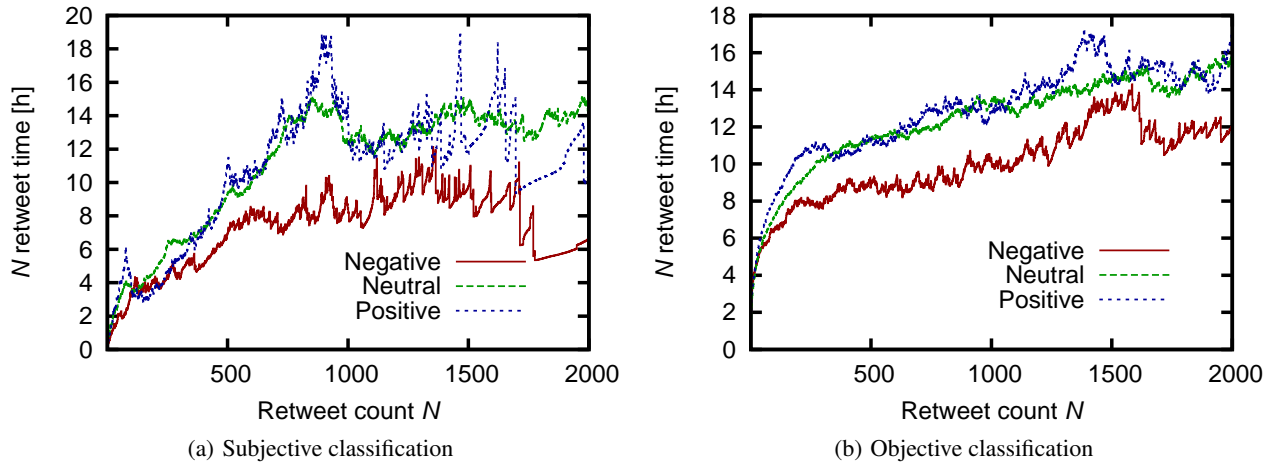 20
18
16
14
12
10
8
6
4
2
0
N retweet time [h]
Negative
Neutral
Positive
500 1000 1500 2000
Retweet count N
(a) Subjective classification
18
16
14
12
10
8
6
4
2
0
N retweet time [h]
Negative
Neutral
Positive
500 1000 1500 2000
Retweet count N
(b) Objective classification